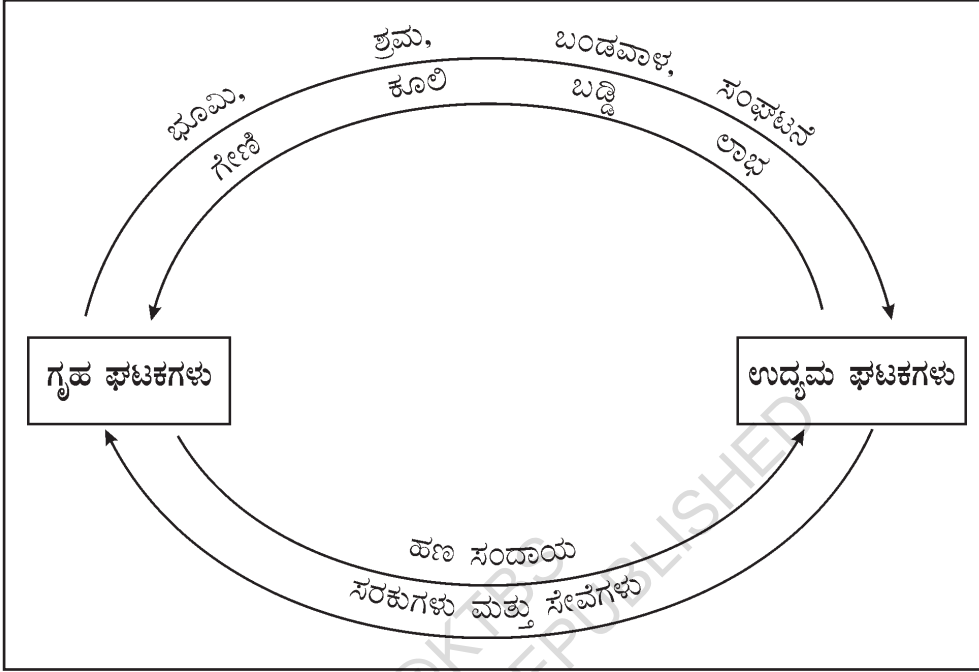 ಭೂಮಿ, ಶ್ರಮ, ಬಂಡವಾಳ, ಸಂಘಟನೆ
ಗೇಣಿ ಕೂಲಿ ಬಡ್ಡಿ ಲಾಭ
ಗೃಹ ಘಟಕಗಳು
ಉದ್ಯಮ ಘಟಕಗಳು
ಹಣ ಸಂದಾಯ
ಸರಕುಗಳು ಮತ್ತು ಸೇವೆಗಳು